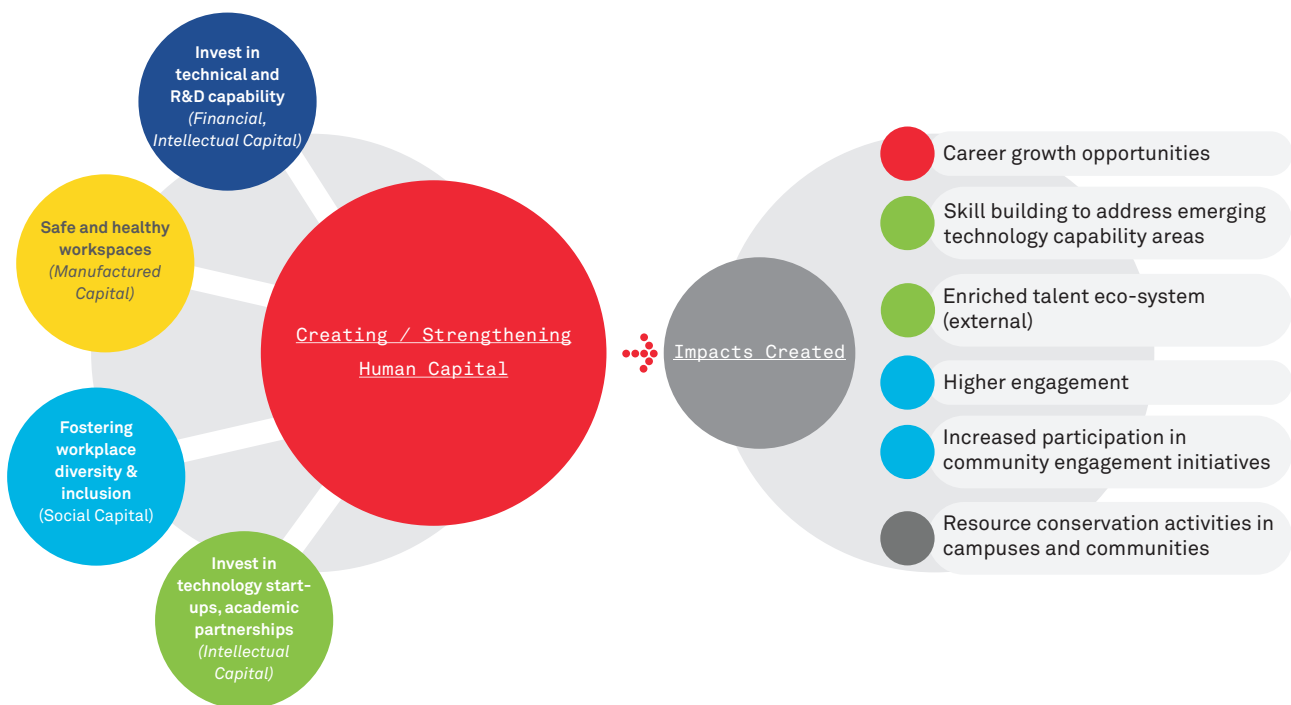 Invest in
technical and
R&D capability
(Financial,
Intellectual Capital)
Safe and healthy
workspaces
(Manufactured
Capital)
Fostering
workplace
diversity &
inclusion
(Social Capital)
Invest in
technology start-
ups, academic
partnerships
(Intellectual
Capital)
Creating / Strengthening
Human Capital
Impacts Created
Career growth opportunities
Skill building to address emerging
technology capability areas
Enriched talent eco-system
(external)
Higher engagement
Increased participation in
community engagement initiatives
Resource conservation activities in
campuses and communities